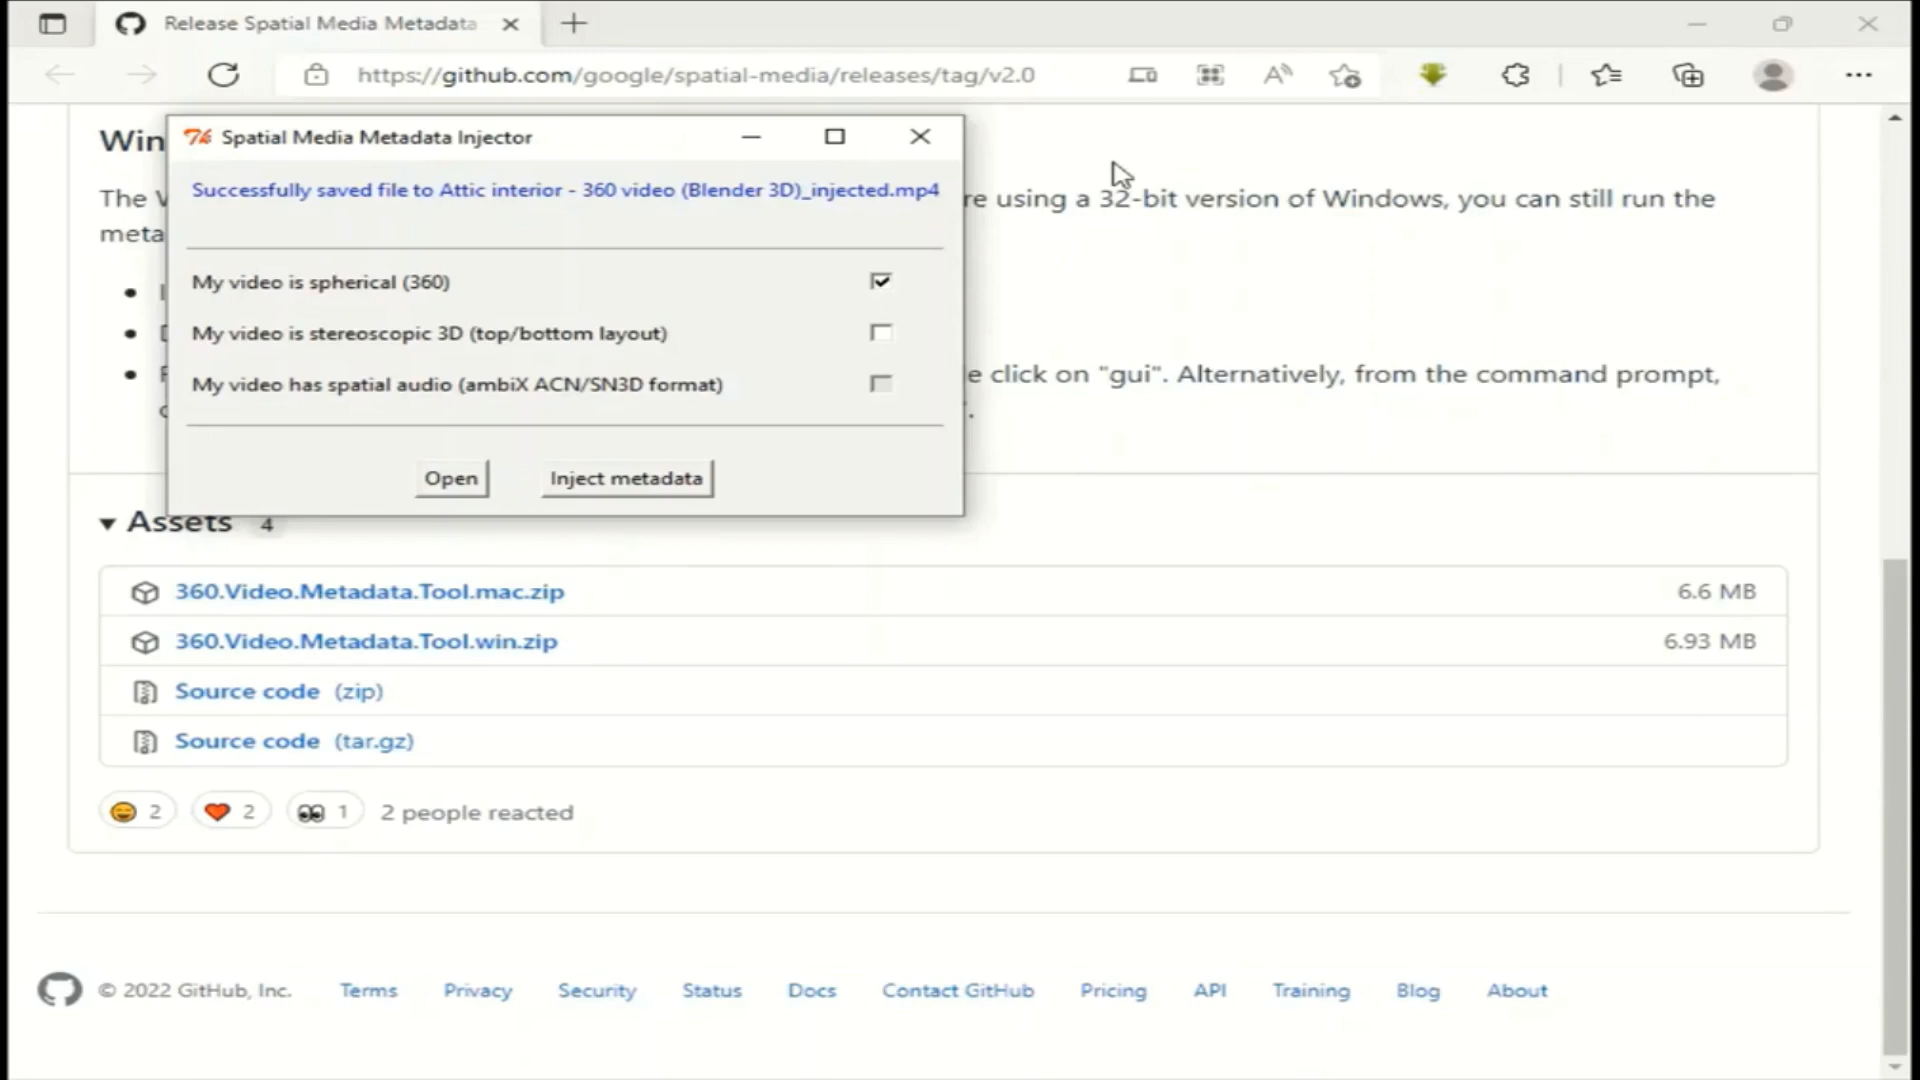 Release Spatial Media Metadata
https://github.com/google/spatial-media/releases/tag/v2.0
Spatial Media Metadata Injector
Successfully saved file to Attic interior - 360 video (Blender 3D)_injected.mp4
My video is spherical (360)
My video is stereoscopic 3D (top/bottom layout)
My video has spatial audio (ambiX ACN/SN3D format)
Open
Inject metadata
Win
The
re using a 32-bit version of Windows, you can still run the
meta
e click on "gui". Alternatively, from the command prompt,
Assets 4
360.Video.Metadata.Tool.mac.zip 6.6 MB
360.Video.Metadata.Tool.win.zip 6.93 MB
Source code (zip)
Source code (tar.gz)
2 2 1 2 people reacted
© 2022 GitHub, Inc. Terms Privacy Security Status Docs Contact GitHub Pricing API Training Blog About